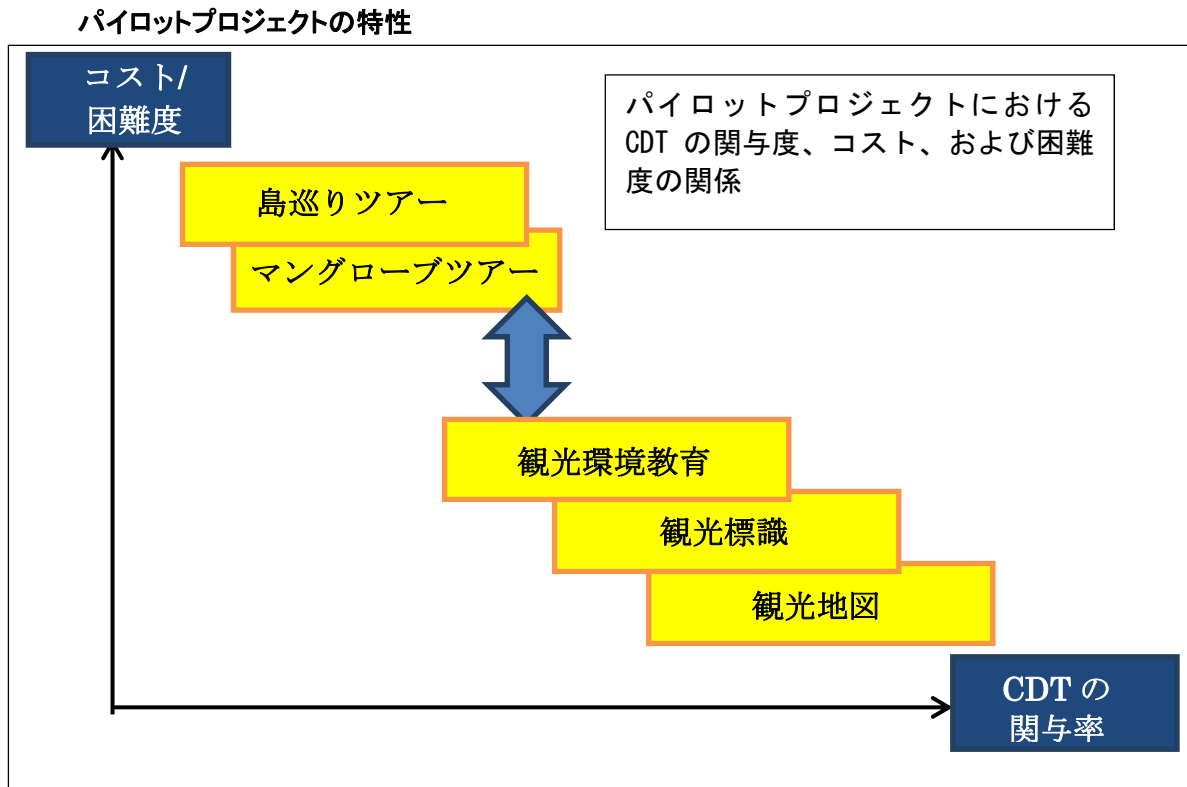 パイロットプロジェクトの特性
コスト/
困難度
パイロットプロジェクトにおける
CDT の関与度、コスト、および困難
度の関係
島巡りツアー
マングローブツアー
観光環境教育
観光標識
観光地図
CDT の
関与率